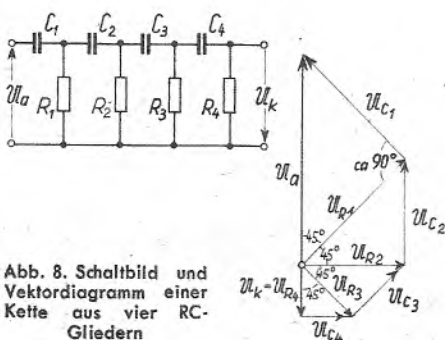 C1 C2 C3 C4
𝔘a R1 R2 R3 R4 𝔘k
𝔘C1
ca 90°
𝔘a
𝔘R1
𝔘C2
45°
45° 𝔘R2
𝔘k=𝔘R4 45° 𝔘R3
45°
𝔘C3
𝔘C4
Abb. 8. Schaltbild und
Vektordiagramm einer
Kette aus vier RC-
Gliedern